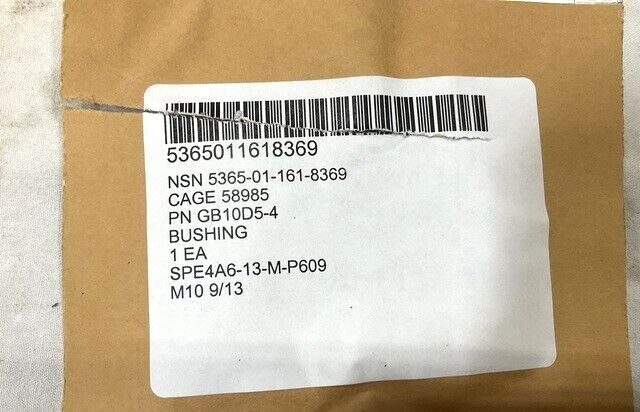 5365011618369
NSN 5365-01-161-8369
CAGE 58985
PN GB10D5-4
BUSHING
1 EA
SPE4A6-13-M-P609
M10 9/13